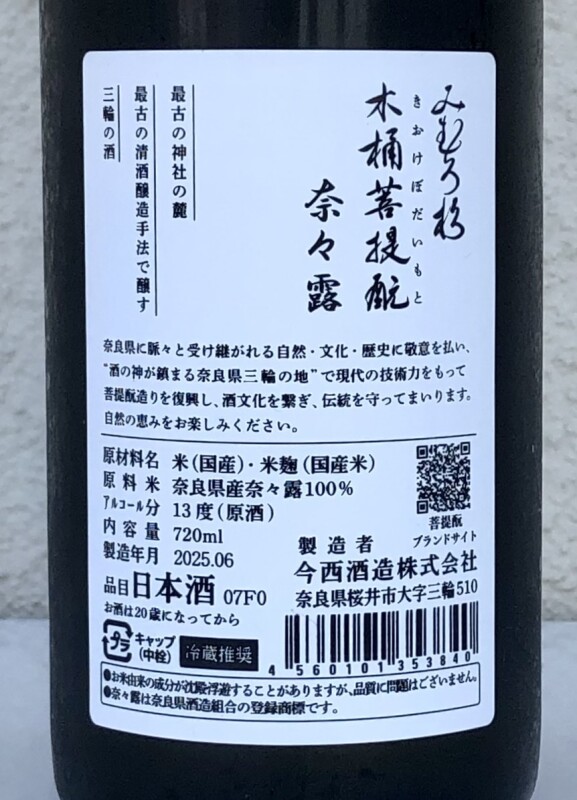 みむろ杉
木桶菩提酛
きおけぼだいもと
奈々露
最古の神社の麓
最古の清酒醸造手法で醸す
三輪の酒
奈良県に脈々と受け継がれる自然・文化・歴史に敬意を払い、
“酒の神が鎮まる奈良県三輪の地”で現代の技術力をもって
菩提酛造りを復興し、酒文化を繋ぎ、伝統を守ってまいります。
自然の恵みをお楽しみください。
原材料名 米(国産)・米麹(国産米)
原料米 奈良県産奈々露100%
アルコール分 13度(原酒)
内容量 720ml
製造年月 2025.06
菩提酛
ブランドサイト
製造者
今西酒造株式会社
奈良県桜井市大字三輪510
品目 日本酒 07F0
お酒は20歳になってから
プラ
キャップ
(中栓)
冷蔵推奨
4 560101 353840
●お米由来の成分が沈殿浮遊することがありますが、品質に問題はございません。
●奈々露は奈良県酒造組合の登録商標です。